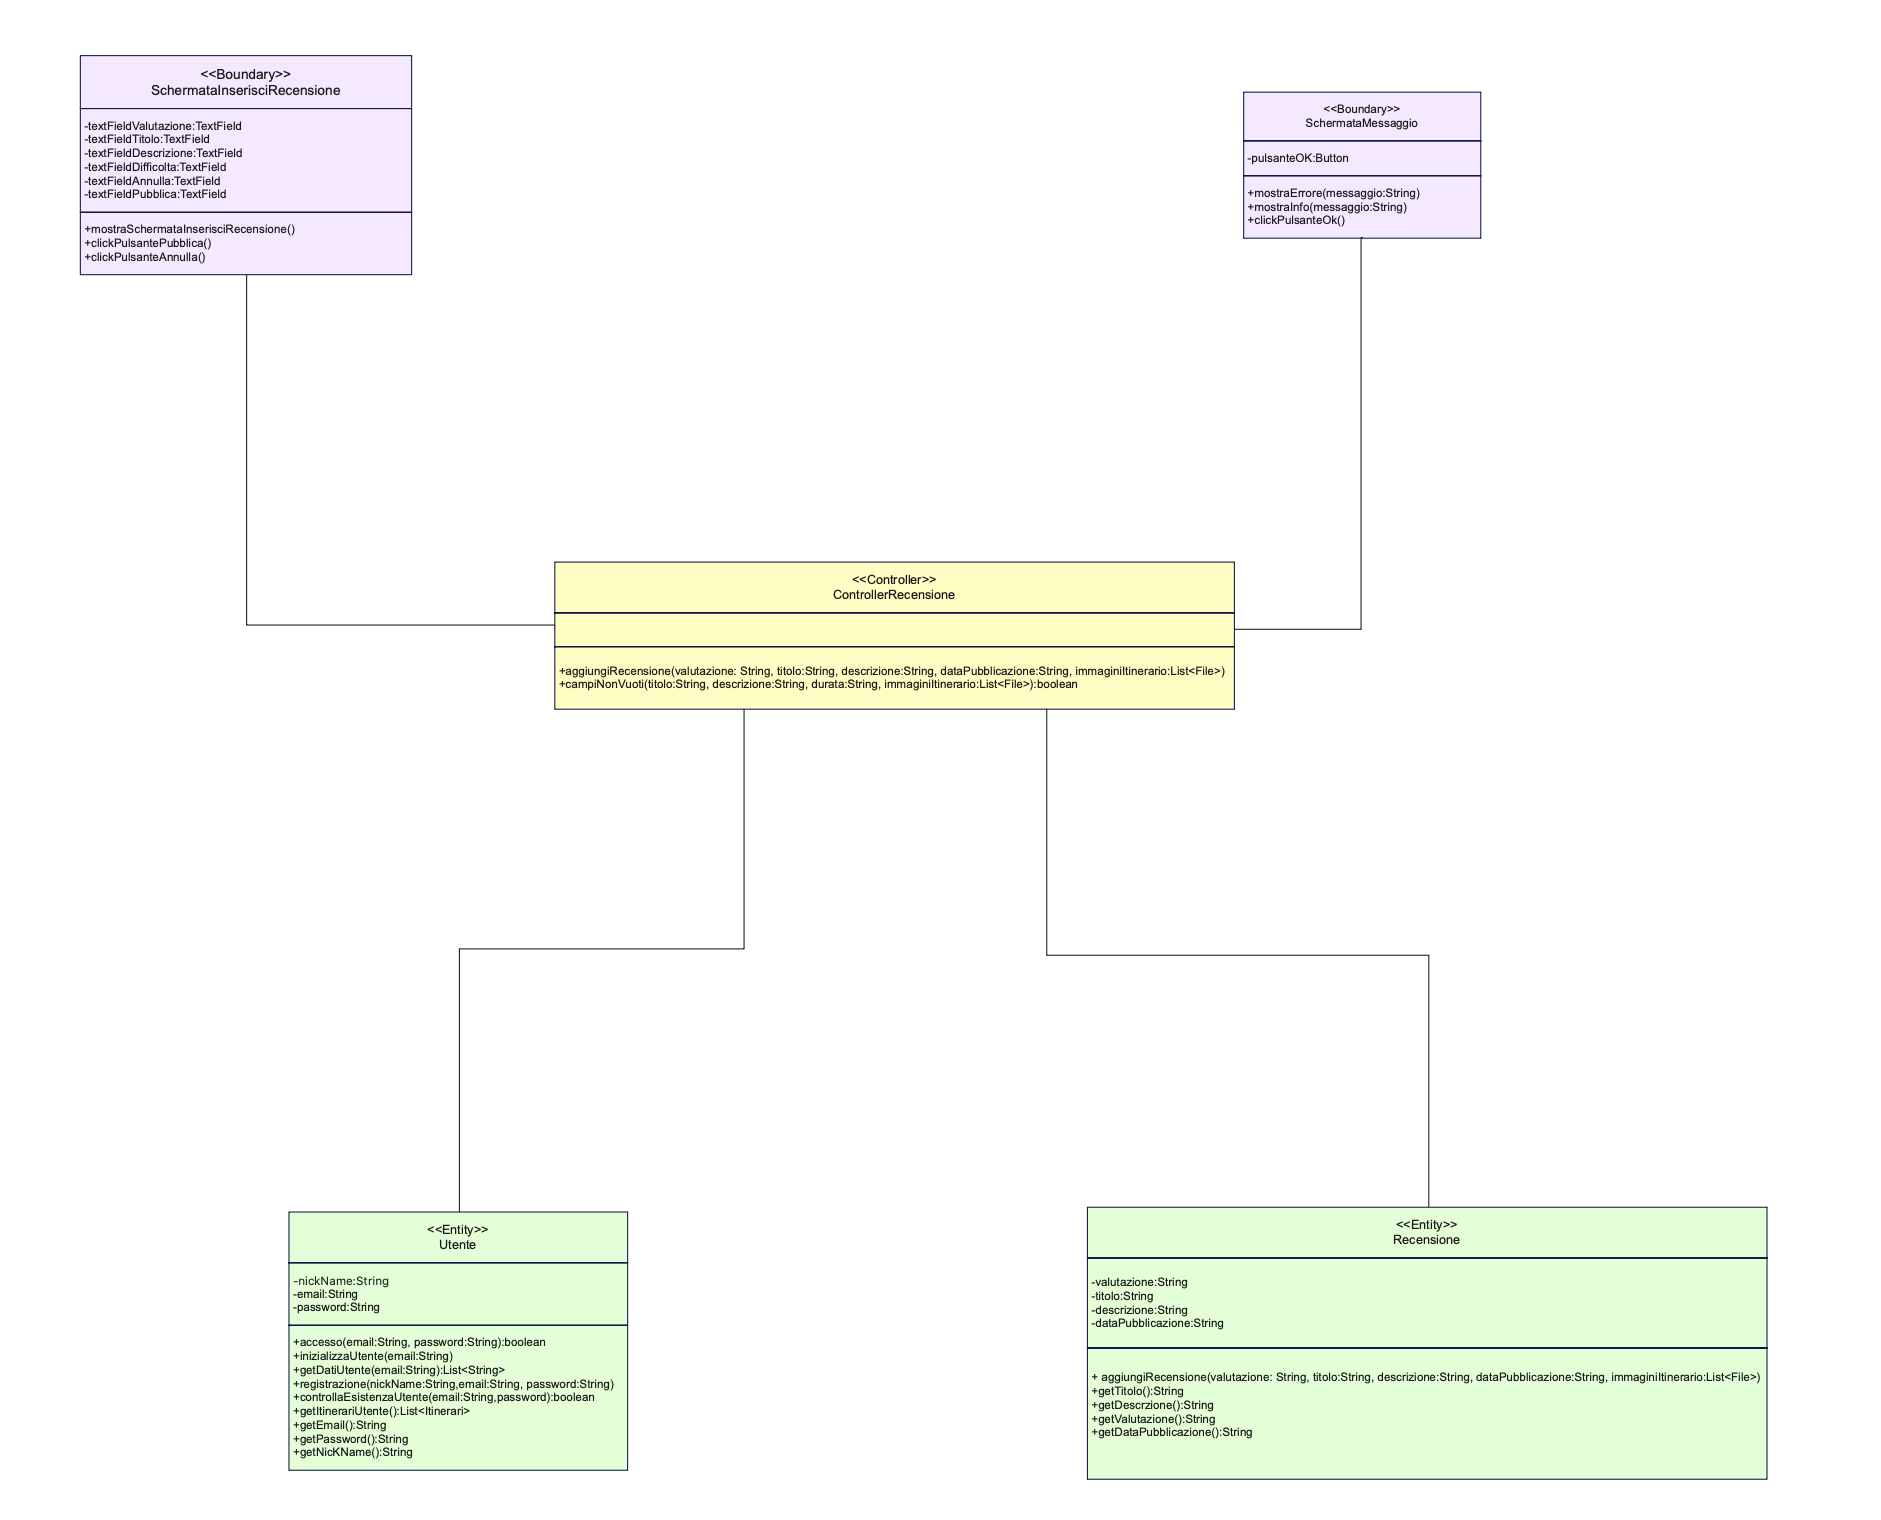 <<Boundary>>
SchermataInserisciRecensione
-textFieldValutazione:TextField
-textFieldTitolo:TextField
-textFieldDescrizione:TextField
-textFieldDifficolta:TextField
-textFieldAnnulla:TextField
-textFieldPubblica:TextField
+mostraSchermataInserisciRecensione()
+clickPulsantePubblica()
+clickPulsanteAnnulla()
<<Boundary>>
SchermataMessaggio
-pulsanteOK:Button
+mostraErrore(messaggio:String)
+mostraInfo(messaggio:String)
+clickPulsanteOk()
<<Controller>>
ControllerRecensione
+aggiungiRecensione(valutazione: String, titolo:String, descrizione:String, dataPubblicazione:String, immaginiItinerario:List<File>)
+campiNonVuoti(titolo:String, descrizione:String, durata:String, immaginiItinerario:List<File>):boolean
<<Entity>>
Utente
-nickName:String
-email:String
-password:String
+accesso(email:String, password:String):boolean
+inizializzaUtente(email:String)
+getDatiUtente(email:String):List<String>
+registrazione(nickName:String,email:String, password:String)
+controllaEsistenzaUtente(email:String,password):boolean
+getItinerariUtente():List<Itinerari>
+getEmail():String
+getPassword():String
+getNicKName():String
<<Entity>>
Recensione
-valutazione:String
-titolo:String
-descrizione:String
-dataPubblicazione:String
+ aggiungiRecensione(valutazione: String, titolo:String, descrizione:String, dataPubblicazione:String, immaginiItinerario:List<File>)
+getTitolo():String
+getDescrzione():String
+getValutazione():String
+getDataPubblicazione():String